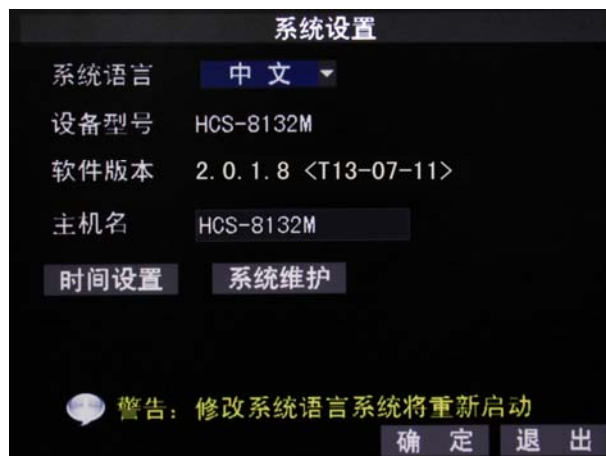 系统设置
系统语言 中 文
设备型号 HCS-8132M
软件版本 2.0.1.8 <T13-07-11>
主机名 HCS-8132M
时间设置 系统维护
警告：修改系统语言系统将重新启动
确 定 退 出